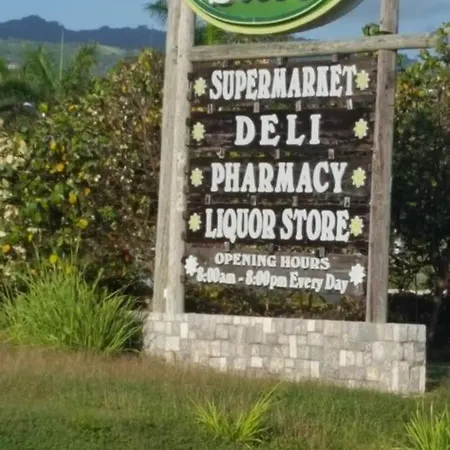 SUPERMARKET
DELI
PHARMACY
LIQUOR STORE
OPENING HOURS
8:00am - 8:00pm Every Day